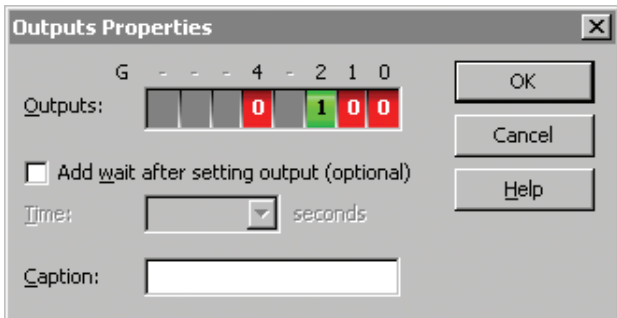 Outputs Properties
G - - - 4 - 2 1 0
Outputs: 0 1 0 0
OK
Cancel
Add wait after setting output (optional)
Help
Time: seconds
Caption: